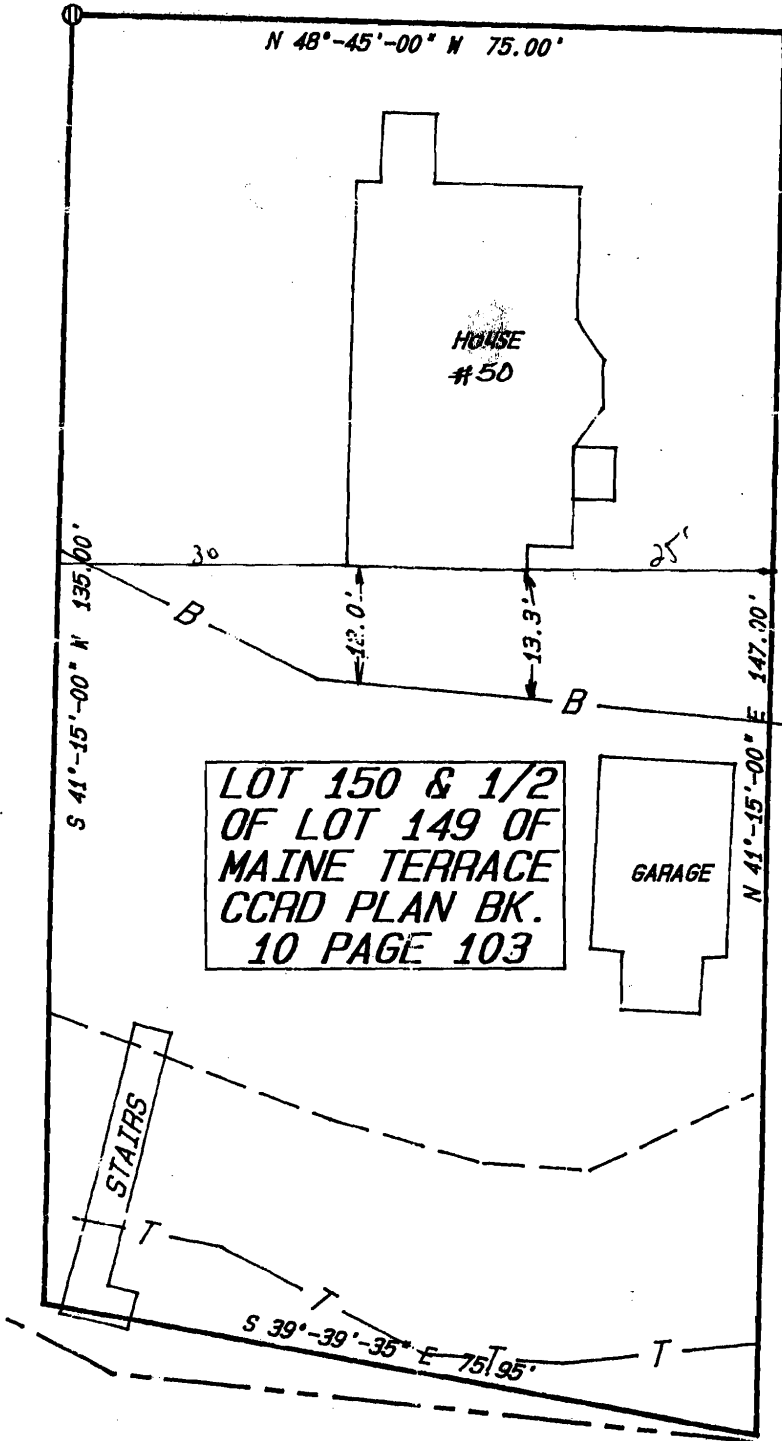 N 48°-45'-00" W 75.00'
HOUSE
#50
30
25'
S 41°-15'-00" W 135.00'
B
12.0'
13.3'
B
N 41°-15'-00" E 147.00'
LOT 150 & 1/2
OF LOT 149 OF
MAINE TERRACE
CCRD PLAN BK.
10 PAGE 103
GARAGE
STAIRS
T
T
T
T
S 39°-39'-35" E 75.95'